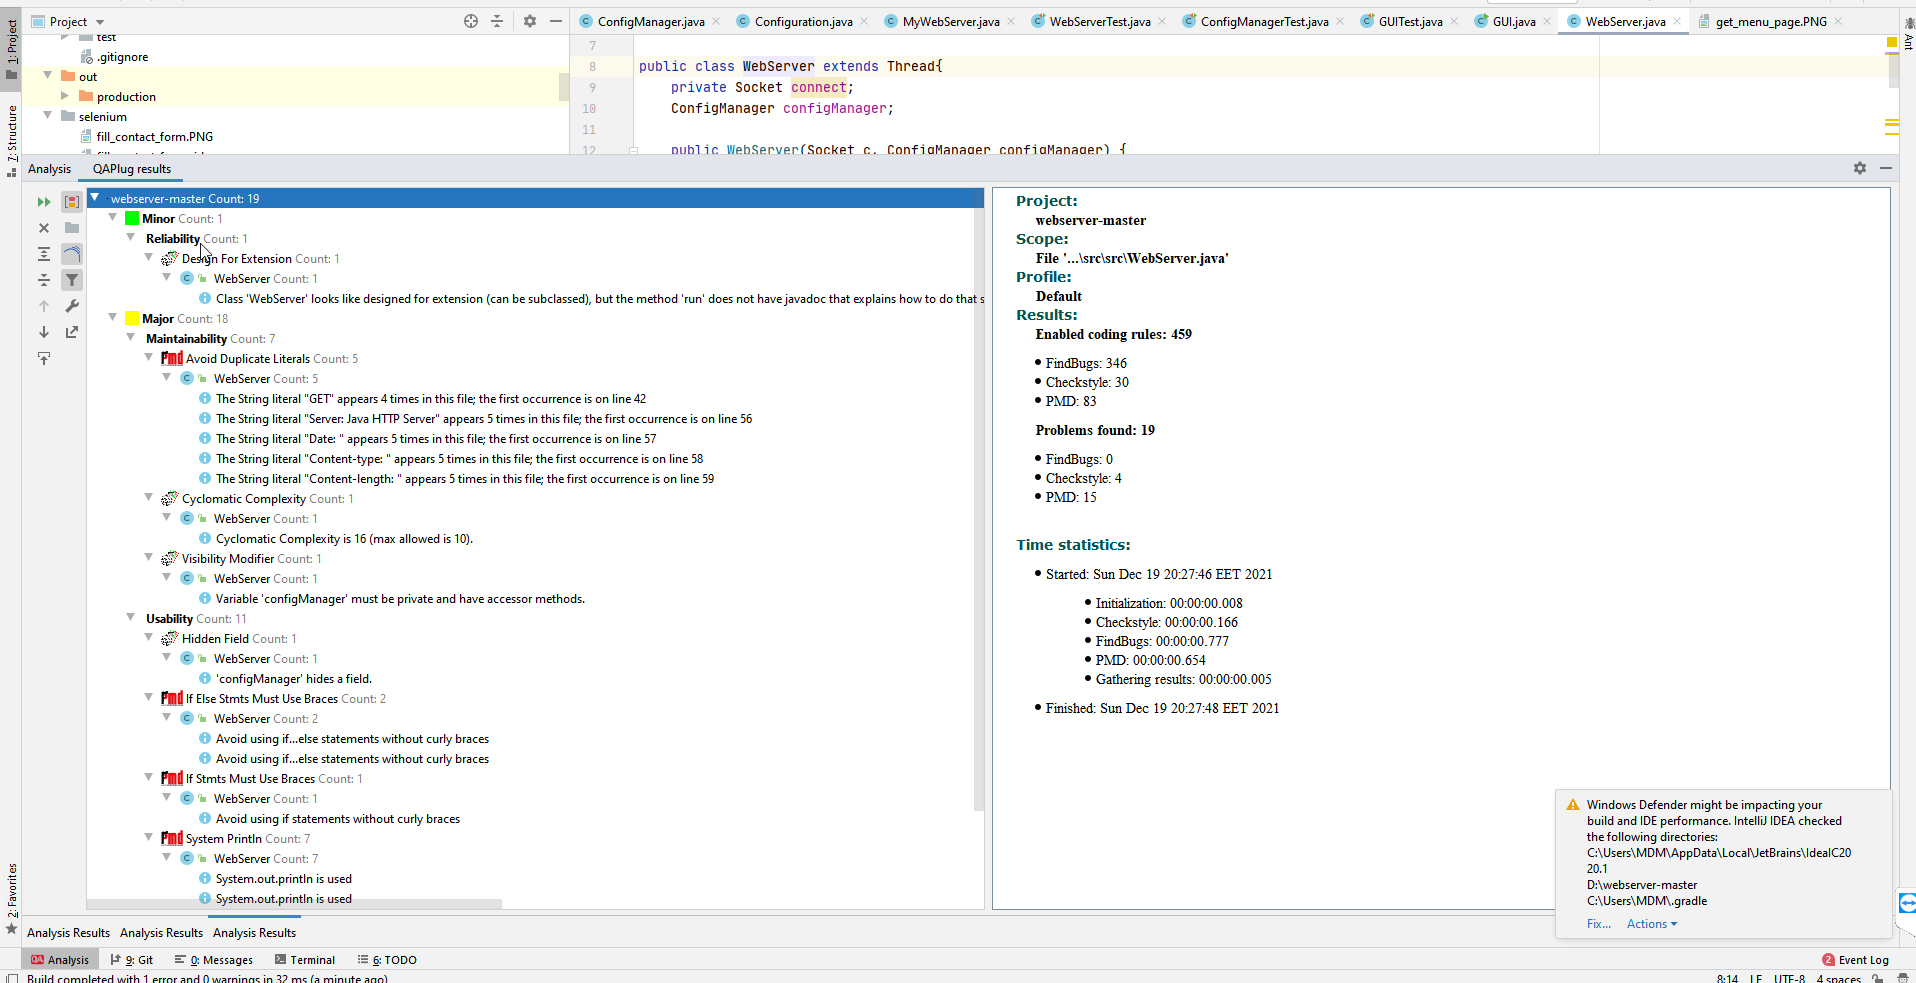 Project
ConfigManager.java
Configuration.java
MyWebServer.java
WebServerTest.java
ConfigManagerTest.java
GUITest.java
GUI.java
WebServer.java
get_menu_page.PNG
1: Project
Z: Structure
2: Favorites
Ant
test
.gitignore
out
production
selenium
fill_contact_form.PNG
7
8 public class WebServer extends Thread{
9 private Socket connect;
10 ConfigManager configManager;
11
12 public WebServer(Socket c, ConfigManager configManager) {
Analysis QAPlug results
webserver-master Count: 19
Minor Count: 1
Reliability Count: 1
Design For Extension Count: 1
WebServer Count: 1
Class 'WebServer' looks like designed for extension (can be subclassed), but the method 'run' does not have javadoc that explains how to do that s
Major Count: 18
Maintainability Count: 7
Pmd Avoid Duplicate Literals Count: 5
WebServer Count: 5
The String literal "GET" appears 4 times in this file; the first occurrence is on line 42
The String literal "Server: Java HTTP Server" appears 5 times in this file; the first occurrence is on line 56
The String literal "Date: " appears 5 times in this file; the first occurrence is on line 57
The String literal "Content-type: " appears 5 times in this file; the first occurrence is on line 58
The String literal "Content-length: " appears 5 times in this file; the first occurrence is on line 59
Cyclomatic Complexity Count: 1
WebServer Count: 1
Cyclomatic Complexity is 16 (max allowed is 10).
Visibility Modifier Count: 1
WebServer Count: 1
Variable 'configManager' must be private and have accessor methods.
Usability Count: 11
Hidden Field Count: 1
WebServer Count: 1
'configManager' hides a field.
Pmd If Else Stmts Must Use Braces Count: 2
WebServer Count: 2
Avoid using if...else statements without curly braces
Avoid using if...else statements without curly braces
Pmd If Stmts Must Use Braces Count: 1
WebServer Count: 1
Avoid using if statements without curly braces
Pmd System Println Count: 7
WebServer Count: 7
System.out.println is used
System.out.println is used
Project:
webserver-master
Scope:
File '...\src\src\WebServer.java'
Profile:
Default
Results:
Enabled coding rules: 459
• FindBugs: 346
• Checkstyle: 30
• PMD: 83
Problems found: 19
• FindBugs: 0
• Checkstyle: 4
• PMD: 15
Time statistics:
• Started: Sun Dec 19 20:27:46 EET 2021
• Initialization: 00:00:00.008
• Checkstyle: 00:00:00.166
• FindBugs: 00:00:00.777
• PMD: 00:00:00.654
• Gathering results: 00:00:00.005
• Finished: Sun Dec 19 20:27:48 EET 2021
Windows Defender might be impacting your
build and IDE performance. IntelliJ IDEA checked
the following directories:
C:\Users\MDM\AppData\Local\JetBrains\IdeaIC20
20.1
D:\webserver-master
C:\Users\MDM\.gradle
Fix... Actions
Analysis Results Analysis Results Analysis Results
QA Analysis 9: Git 0: Messages Terminal 6: TODO
2 Event Log
Build completed with 1 error and 0 warnings in 32 ms (a minute ago)
8:14 LF UTF-8 4 spaces